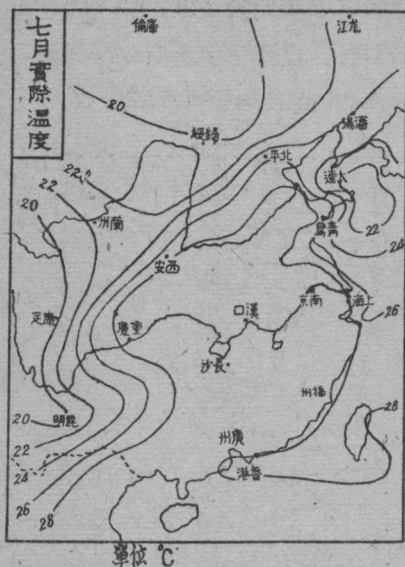 七月實際溫度
庫倫
龙江
20
歸綏
瀋陽
北平
22
大連
20
22
蘭州
青島
22
24
西安
康定
南京
上海
26
重慶
漢口
長沙
福州
28
20
昆明
廣州
22
香港
24
26
28
單位 °C